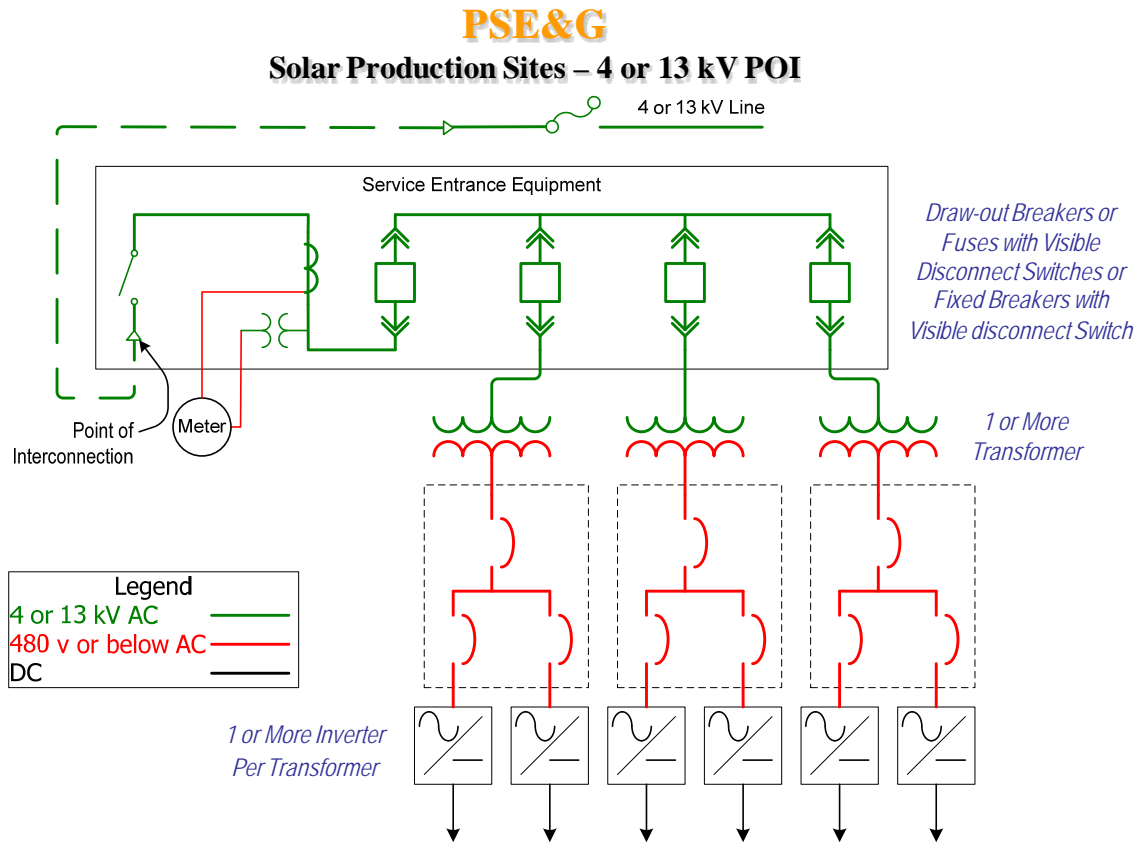 PSE&G
Solar Production Sites – 4 or 13 kV POI
4 or 13 kV Line
Service Entrance Equipment
Draw-out Breakers or
Fuses with Visible
Disconnect Switches or
Fixed Breakers with
Visible disconnect Switch
Meter
Point of
Interconnection
1 or More
Transformer
Legend
4 or 13 kV AC
480 v or below AC
DC
1 or More Inverter
Per Transformer